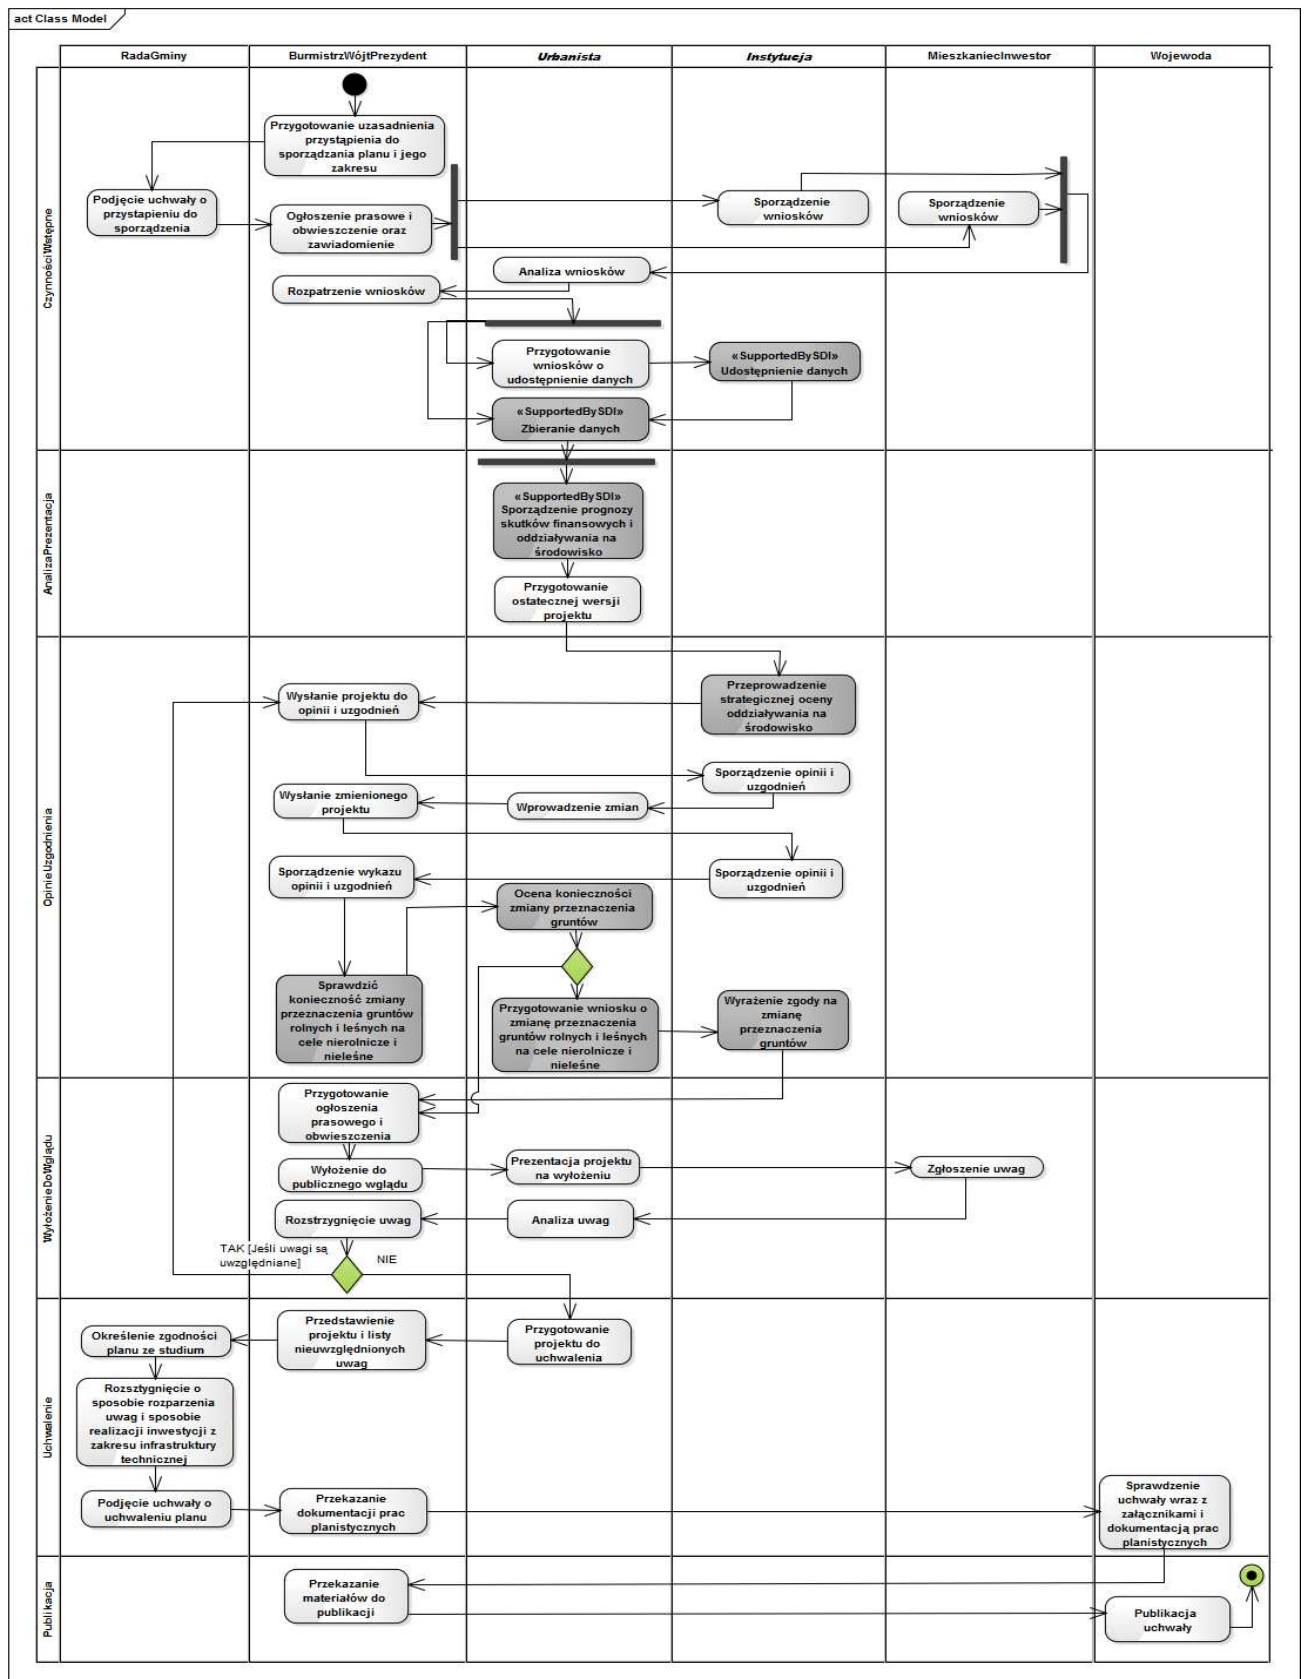 act Class Model
RadaGminy
BurmistrzWójtPrezydent
Urbanista
Instytucja
MieszkaniecInwestor
Wojewoda
CzynnościWstępne
Przygotowanie uzasadnienia
przystąpienia do
sporządzania planu i jego
zakresu
Podjęcie uchwały o
przystapieniu do
sporządzenia
Ogłoszenie prasowe i
obwieszczenie oraz
zawiadomienie
Sporządzenie
wniosków
Sporządzenie
wniosków
Analiza wniosków
Rozpatrzenie wniosków
Przygotowanie
wniosków o
udostępnienie danych
«SupportedBySDI»
Udostępnienie danych
«SupportedBySDI»
Zbieranie danych
AnalizaPrezentacja
«SupportedBySDI»
Sporządzenie prognozy
skutków finansowych i
oddziaływania na
środowisko
Przygotowanie
ostatecznej wersji
projektu
OpinieUzgodnienia
Przeprowadzenie
strategicznej oceny
oddziaływania na
środowisko
Wysłanie projektu do
opinii i uzgodnień
Sporządzenie opinii i
uzgodnień
Wysłanie zmienionego
projektu
Wprowadzenie zmian
Sporządzenie wykazu
opinii i uzgodnień
Sporządzenie opinii i
uzgodnień
Ocena konieczności
zmiany przeznaczenia
gruntów
Sprawdzić
konieczność zmiany
przeznaczenia gruntów
rolnych i leśnych na
cele nierolnicze i
nieleśne
Przygotowanie wniosku o
zmianę przeznaczenia
gruntów rolnych i leśnych
na cele nierolnicze i
nieleśne
Wyrażenie zgody na
zmianę
przeznaczenia
gruntów
WyłożenieDoWglądu
Przygotowanie
ogłoszenia
prasowego i
obwieszczenia
Wyłożenie do
publicznego wglądu
Prezentacja projektu
na wyłożeniu
Zgłoszenie uwag
Rozstrzygnięcie uwag
Analiza uwag
TAK [Jeśli uwagi są
uwzględniane]
NIE
Uchwalenie
Określenie zgodności
planu ze studium
Przedstawienie
projektu i listy
nieuwzględnionych
uwag
Przygotowanie
projektu do
uchwalenia
Rozsztygnięcie o
sposobie rozparzenia
uwag i sposobie
realizacji inwestycji z
zakresu infrastruktury
technicznej
Podjęcie uchwały o
uchwaleniu planu
Przekazanie
dokumentacji prac
planistycznych
Sprawdzenie
uchwały wraz z
załącznikami i
dokumentacją prac
planistycznych
Publikacja
Przekazanie
materiałów do
publikacji
Publikacja
uchwały